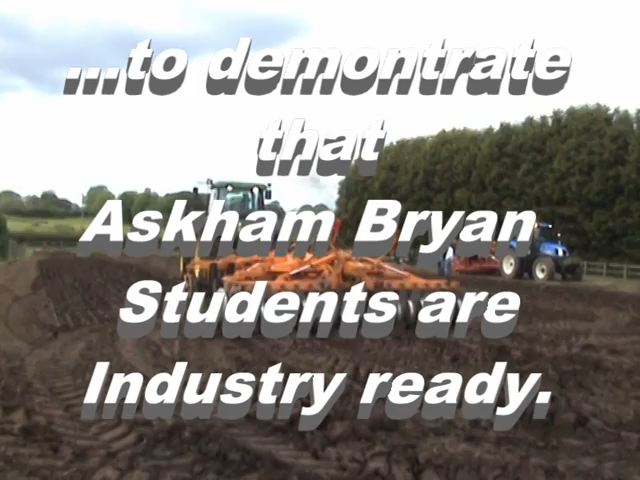 ...to demontrate
that
Askham Bryan
Students are
Industry ready.